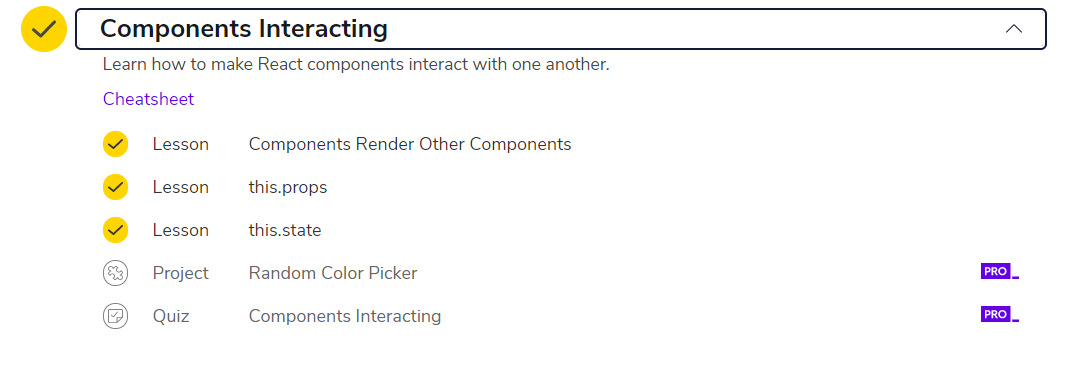 Components Interacting
Learn how to make React components interact with one another.
Cheatsheet
Lesson Components Render Other Components
Lesson this.props
Lesson this.state
Project Random Color Picker PRO
Quiz Components Interacting PRO